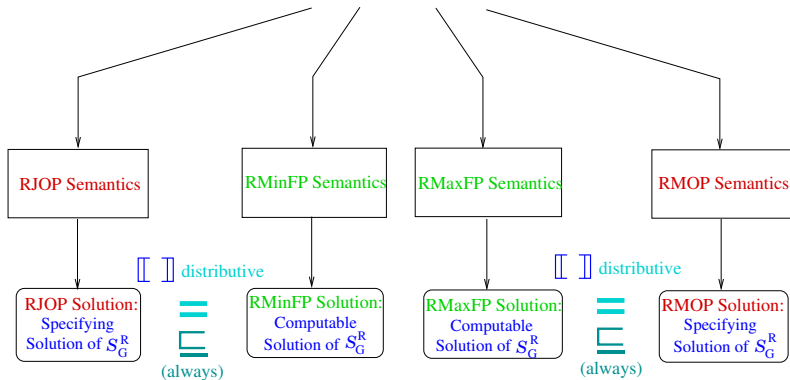 RJOP Semantics
RMinFP Semantics
RMaxFP Semantics
RMOP Semantics
⟦ ⟧ distributive
⟦ ⟧ distributive
RJOP Solution:
Specifying
Solution of S_G^R
=
⊑
(always)
RMinFP Solution:
Computable
Solution of S_G^R
RMaxFP Solution:
Computable
Solution of S_G^R
=
⊑
(always)
RMOP Solution:
Specifying
Solution of S_G^R